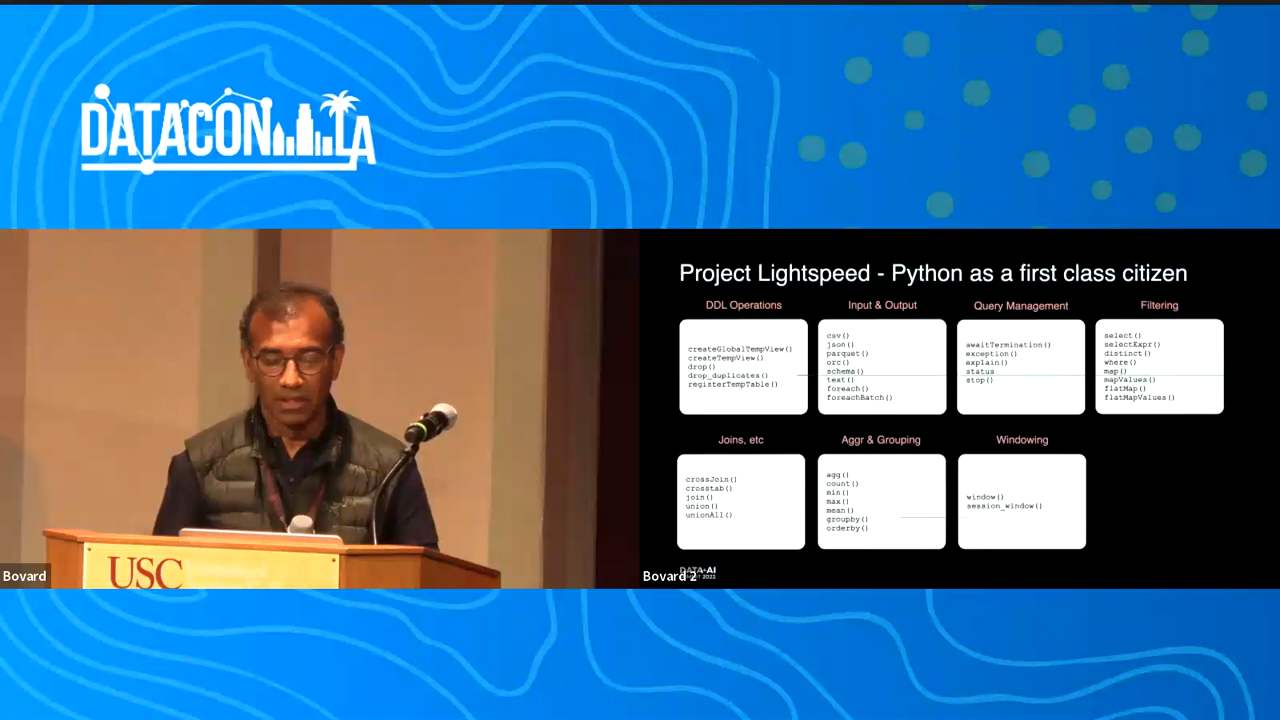 DATACON LA
Project Lightspeed - Python as a first class citizen
DDL Operations
createGlobalTempView()
createTempView()
drop()
drop_duplicates()
registerTempTable()
Input & Output
csv()
json()
parquet()
orc()
schema()
text()
foreach()
foreachBatch()
Query Management
awaitTermination()
exception()
explain()
status
stop()
Filtering
select()
selectExpr()
distinct()
where()
map()
mapValues()
flatMap()
flatMapValues()
Joins, etc
crossJoin()
crosstab()
join()
union()
unionAll()
Aggr & Grouping
agg()
count()
min()
max()
mean()
groupby()
orderby()
Windowing
window()
session_window()
USC
Bovard
DATA+AI
Bovard 2
2022